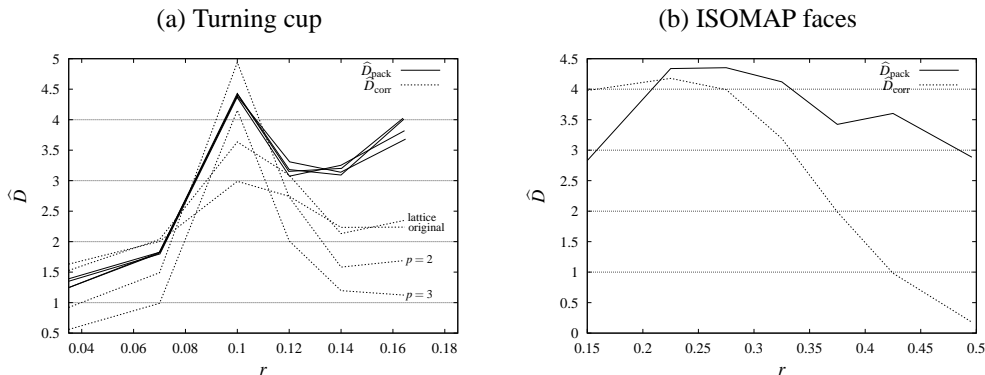 (a) Turning cup
5
4.5
4
3.5
3
2.5
2
1.5
1
0.5
D̂
0.04 0.06 0.08 0.1 0.12 0.14 0.16 0.18
r
D̂pack
D̂corr
lattice
original
p = 2
p = 3
(b) ISOMAP faces
4.5
4
3.5
3
2.5
2
1.5
1
0.5
0
D̂
0.15 0.2 0.25 0.3 0.35 0.4 0.45 0.5
r
D̂pack
D̂corr